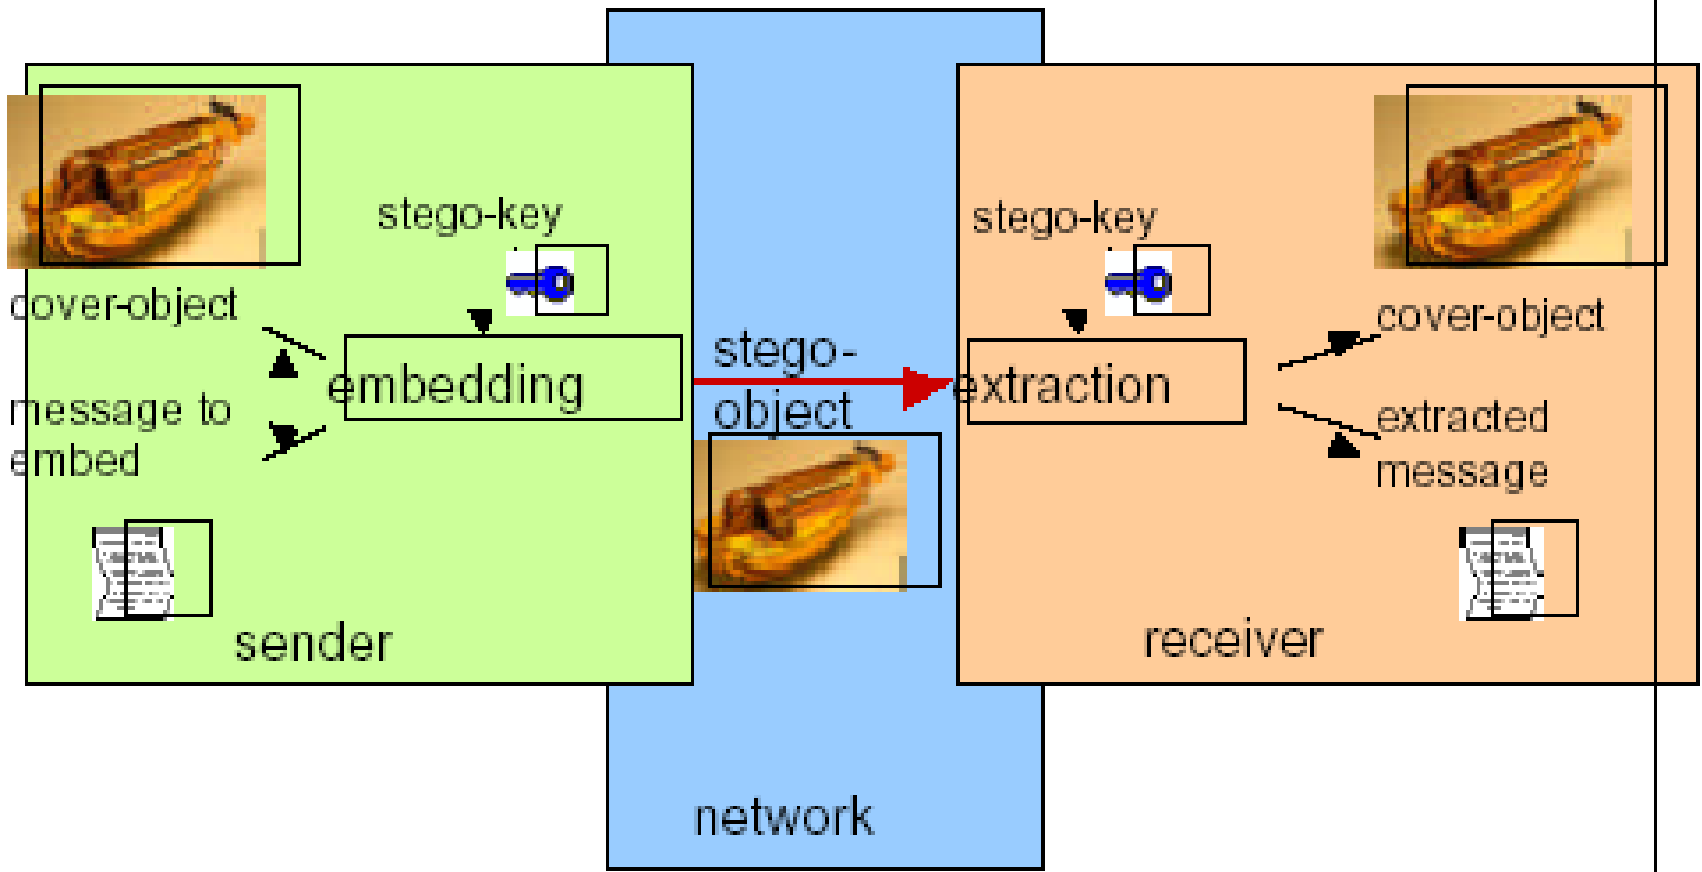 stego-key
cover-object
embedding
message to
embed
sender
stego-
object
network
stego-key
extraction
cover-object
extracted
message
receiver